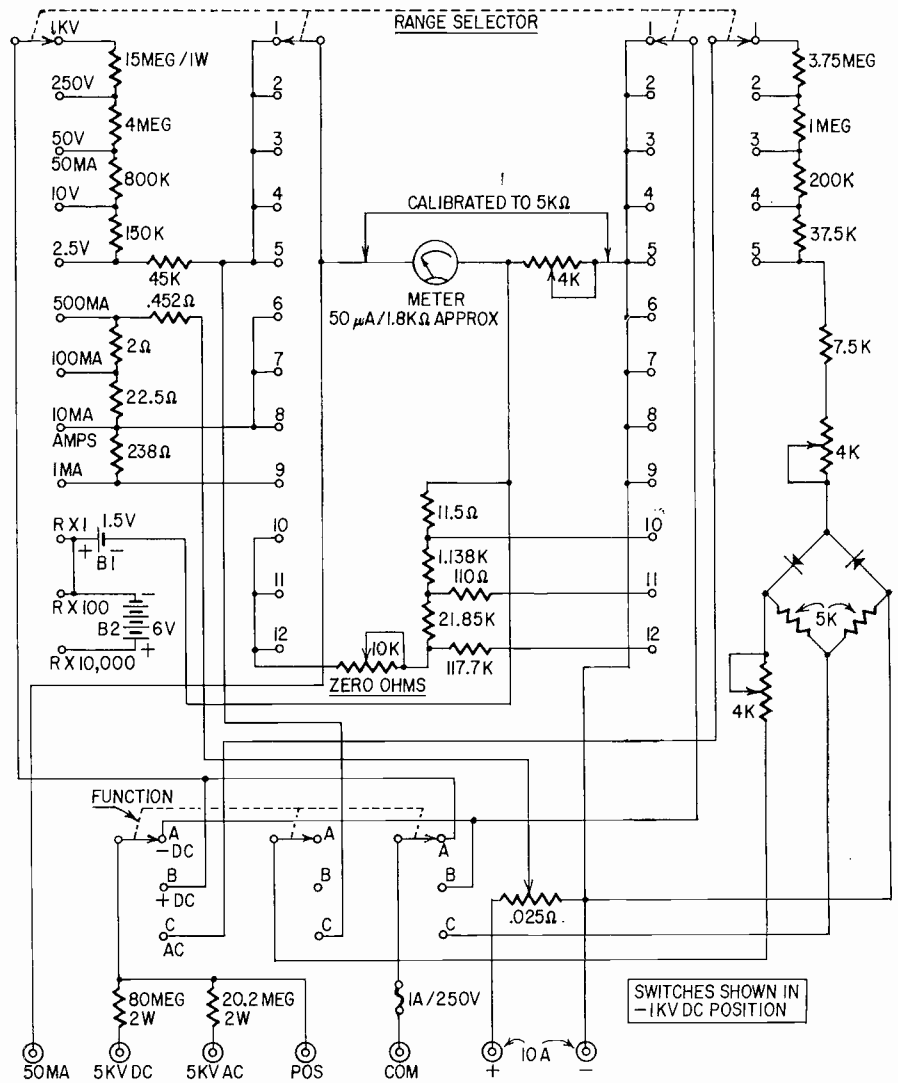 RANGE SELECTOR
1KV
15MEG/1W
250V
4MEG
50V
50MA
800K
10V
150K
2.5V
45K
.452Ω
500MA
2Ω
100MA
22.5Ω
10MA
AMPS
238Ω
1MA
RX1
1.5V
+ B1 -
RX100
B2
-
6V
+
RX10,000
1
2
3
4
5
6
7
8
9
10
11
12
CALIBRATED TO 5KΩ
METER
50 μA/1.8KΩ APPROX
4K
11.5Ω
1.138K
110Ω
21.85K
117.7K
10K
ZERO OHMS
1
2
3
4
5
6
7
8
9
10
11
12
1
2
3
4
5
3.75MEG
1MEG
200K
37.5K
7.5K
4K
5K
4K
FUNCTION
A
-DC
B
+DC
C
AC
A
B
C
A
B
C
.025Ω
80MEG
2W
20.2MEG
2W
1A/250V
SWITCHES SHOWN IN
-1KV DC POSITION
50MA
5KV DC
5KV AC
POS
COM
+
10A
-